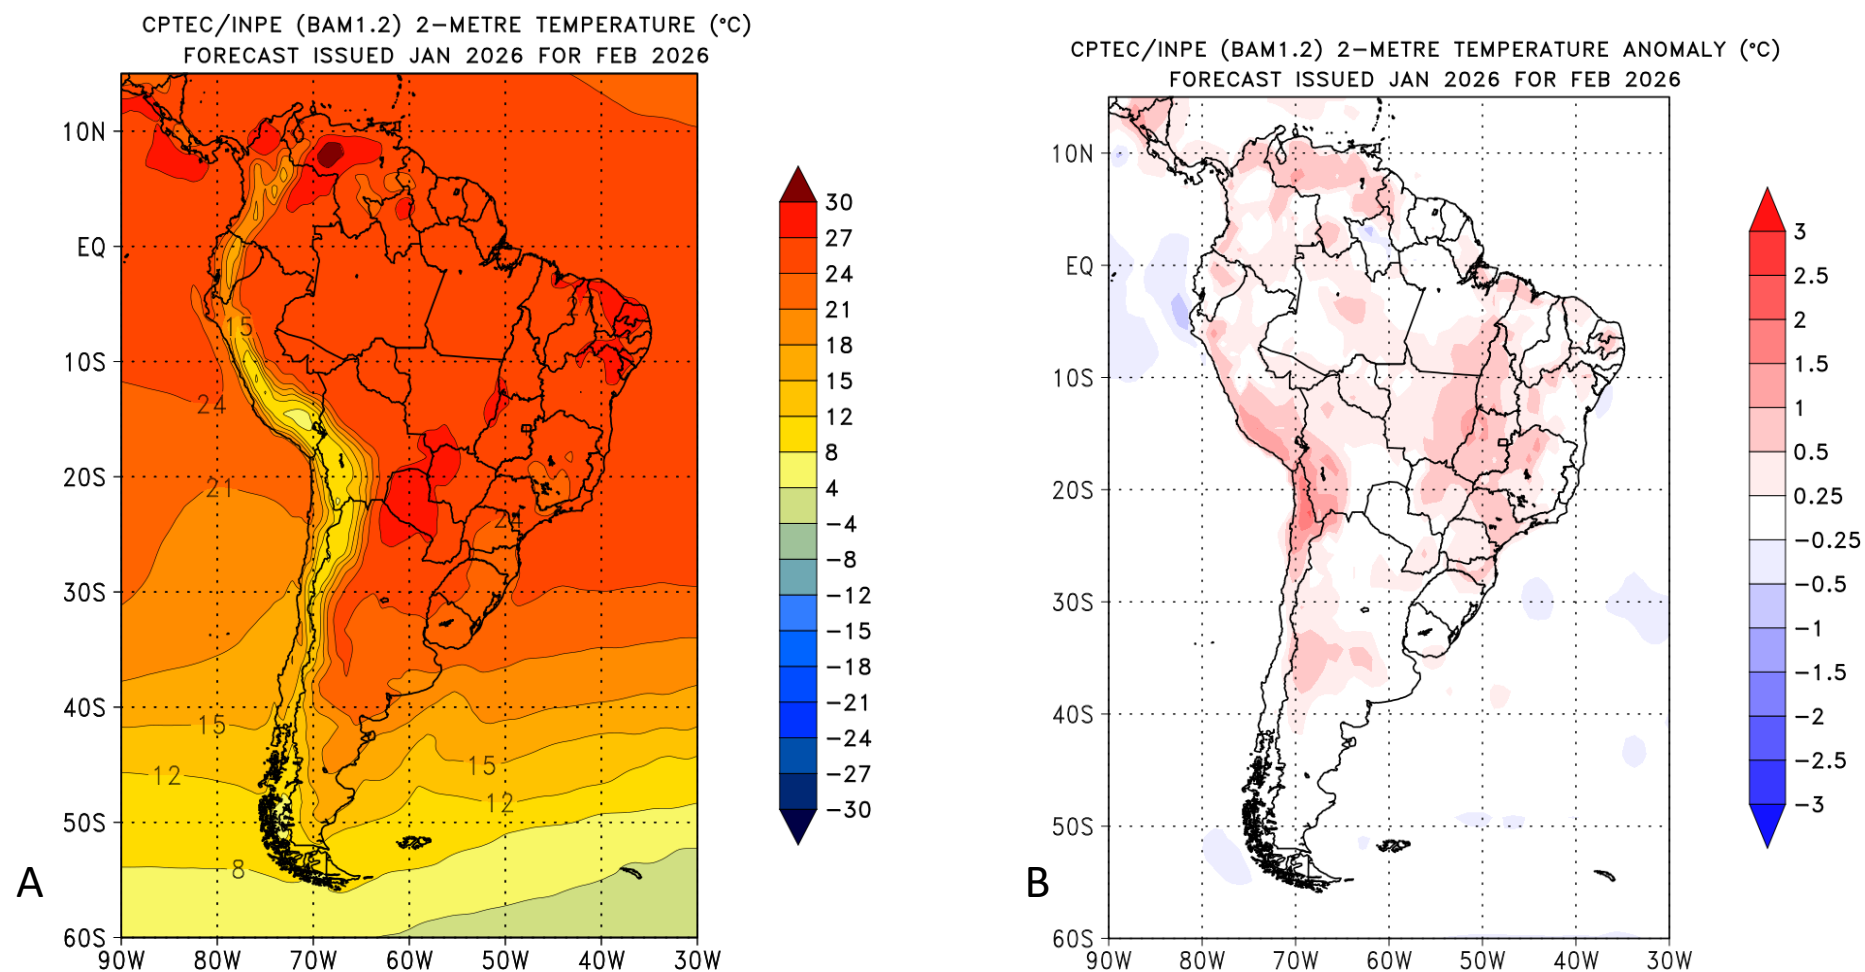 CPTEC/INPE (BAM1.2) 2-METRE TEMPERATURE (°C)
FORECAST ISSUED JAN 2026 FOR FEB 2026
10N
EQ
10S
20S
30S
40S
50S
60S
90W
80W
70W
60W
50W
40W
30W
15
24
21
27
24
15
12
15
12
8
30
27
24
21
18
15
12
8
4
-4
-8
-12
-15
-18
-21
-24
-27
-30
A
CPTEC/INPE (BAM1.2) 2-METRE TEMPERATURE ANOMALY (°C)
FORECAST ISSUED JAN 2026 FOR FEB 2026
10N
EQ
10S
20S
30S
40S
50S
60S
90W
80W
70W
60W
50W
40W
30W
3
2.5
2
1.5
1
0.5
0.25
-0.25
-0.5
-1
-1.5
-2
-2.5
-3
B